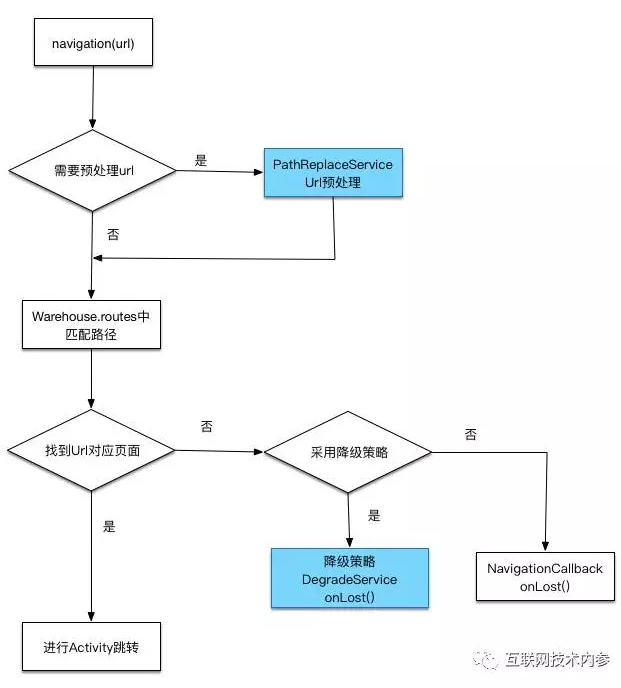 navigation(url)
需要预处理url
是
PathReplaceService
Url预处理
否
Warehouse.routes中
匹配路径
找到Url对应页面
否
采用降级策略
否
是
是
降级策略
DegradeService
onLost()
NavigationCallback
onLost()
进行Activity跳转
互联网技术内参